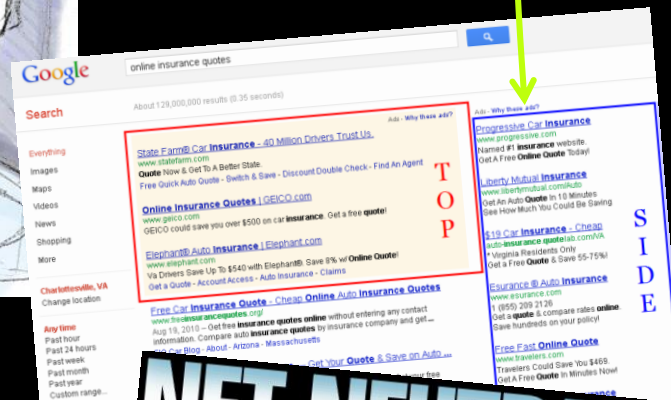 Google
online insurance quotes
Search
About 129,000,000 results (0.35 seconds)
Everything
Images
Maps
Videos
News
Shopping
More
Charlottesville, VA
Change location
Any time
Past hour
Past 24 hours
Past week
Past month
Past year
Custom range...
Ads - Why these ads?
State Farm® Car Insurance - 40 Million Drivers Trust Us.
www.statefarm.com
Quote Now & Get To A Better State.
Free Quick Auto Quote - Switch & Save - Discount Double Check - Find An Agent
Online Insurance Quotes | GEICO.com
www.geico.com
GEICO could save you over $500 on car insurance. Get a free quote!
Elephant® Auto Insurance | Elephant.com
www.elephant.com
Va Drivers Save Up To $540 with Elephant®. Save 8% w/ Online Quote!
Get a Quote - Account Access - Auto Insurance - Claims
TOP
Free Car Insurance Quote - Cheap Online Auto Insurance Quotes
www.freeinsurancequotes.org/
Aug 19, 2010 – Get free insurance quotes online without entering any contact
information. Compare auto insurance quotes by insurance company and get ...
Car Blog - About - Arizona - Massachusetts
Get Your Quote & Save on Auto ...
Ads - Why these ads?
Progressive Car Insurance
www.progressive.com
Named #1 insurance website.
Get A Free Online Quote Today!
Liberty Mutual Insurance
www.libertymutual.com/Auto
Get An Auto Quote In 10 Minutes
See How Much You Could Be Saving
$19 Car Insurance - Cheap
auto-insurance.quotelab.com/VA
* Virginia Residents Only
Get a Free Quote & Save 55-75%!
Esurance ® Auto Insurance
www.esurance.com
1 (855) 209 2126
Get a quote & compare rates online.
Save hundreds on your policy!
Free Fast Online Quote
www.travelers.com
Travelers Could Save You $469.
Get A Free Quote In Minutes Now!
SIDE
NET